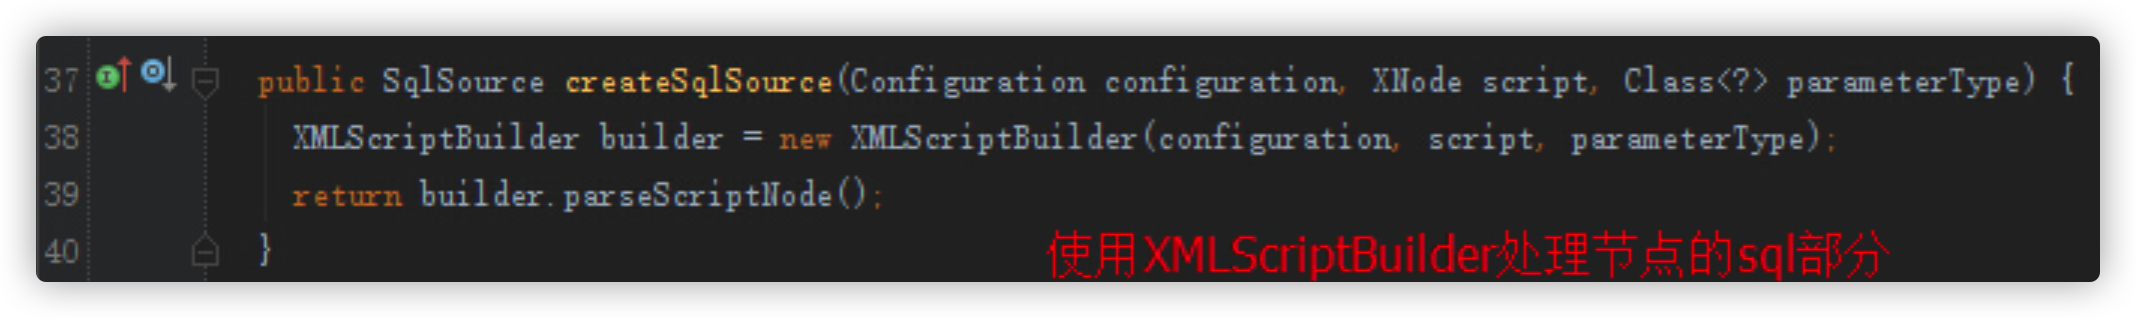 37 public SqlSource createSqlSource(Configuration configuration, XNode script, Class<?> parameterType) {
38 XMLScriptBuilder builder = new XMLScriptBuilder(configuration, script, parameterType);
39 return builder.parseScriptNode();
40 }
使用XMLScriptBuilder处理节点的sql部分